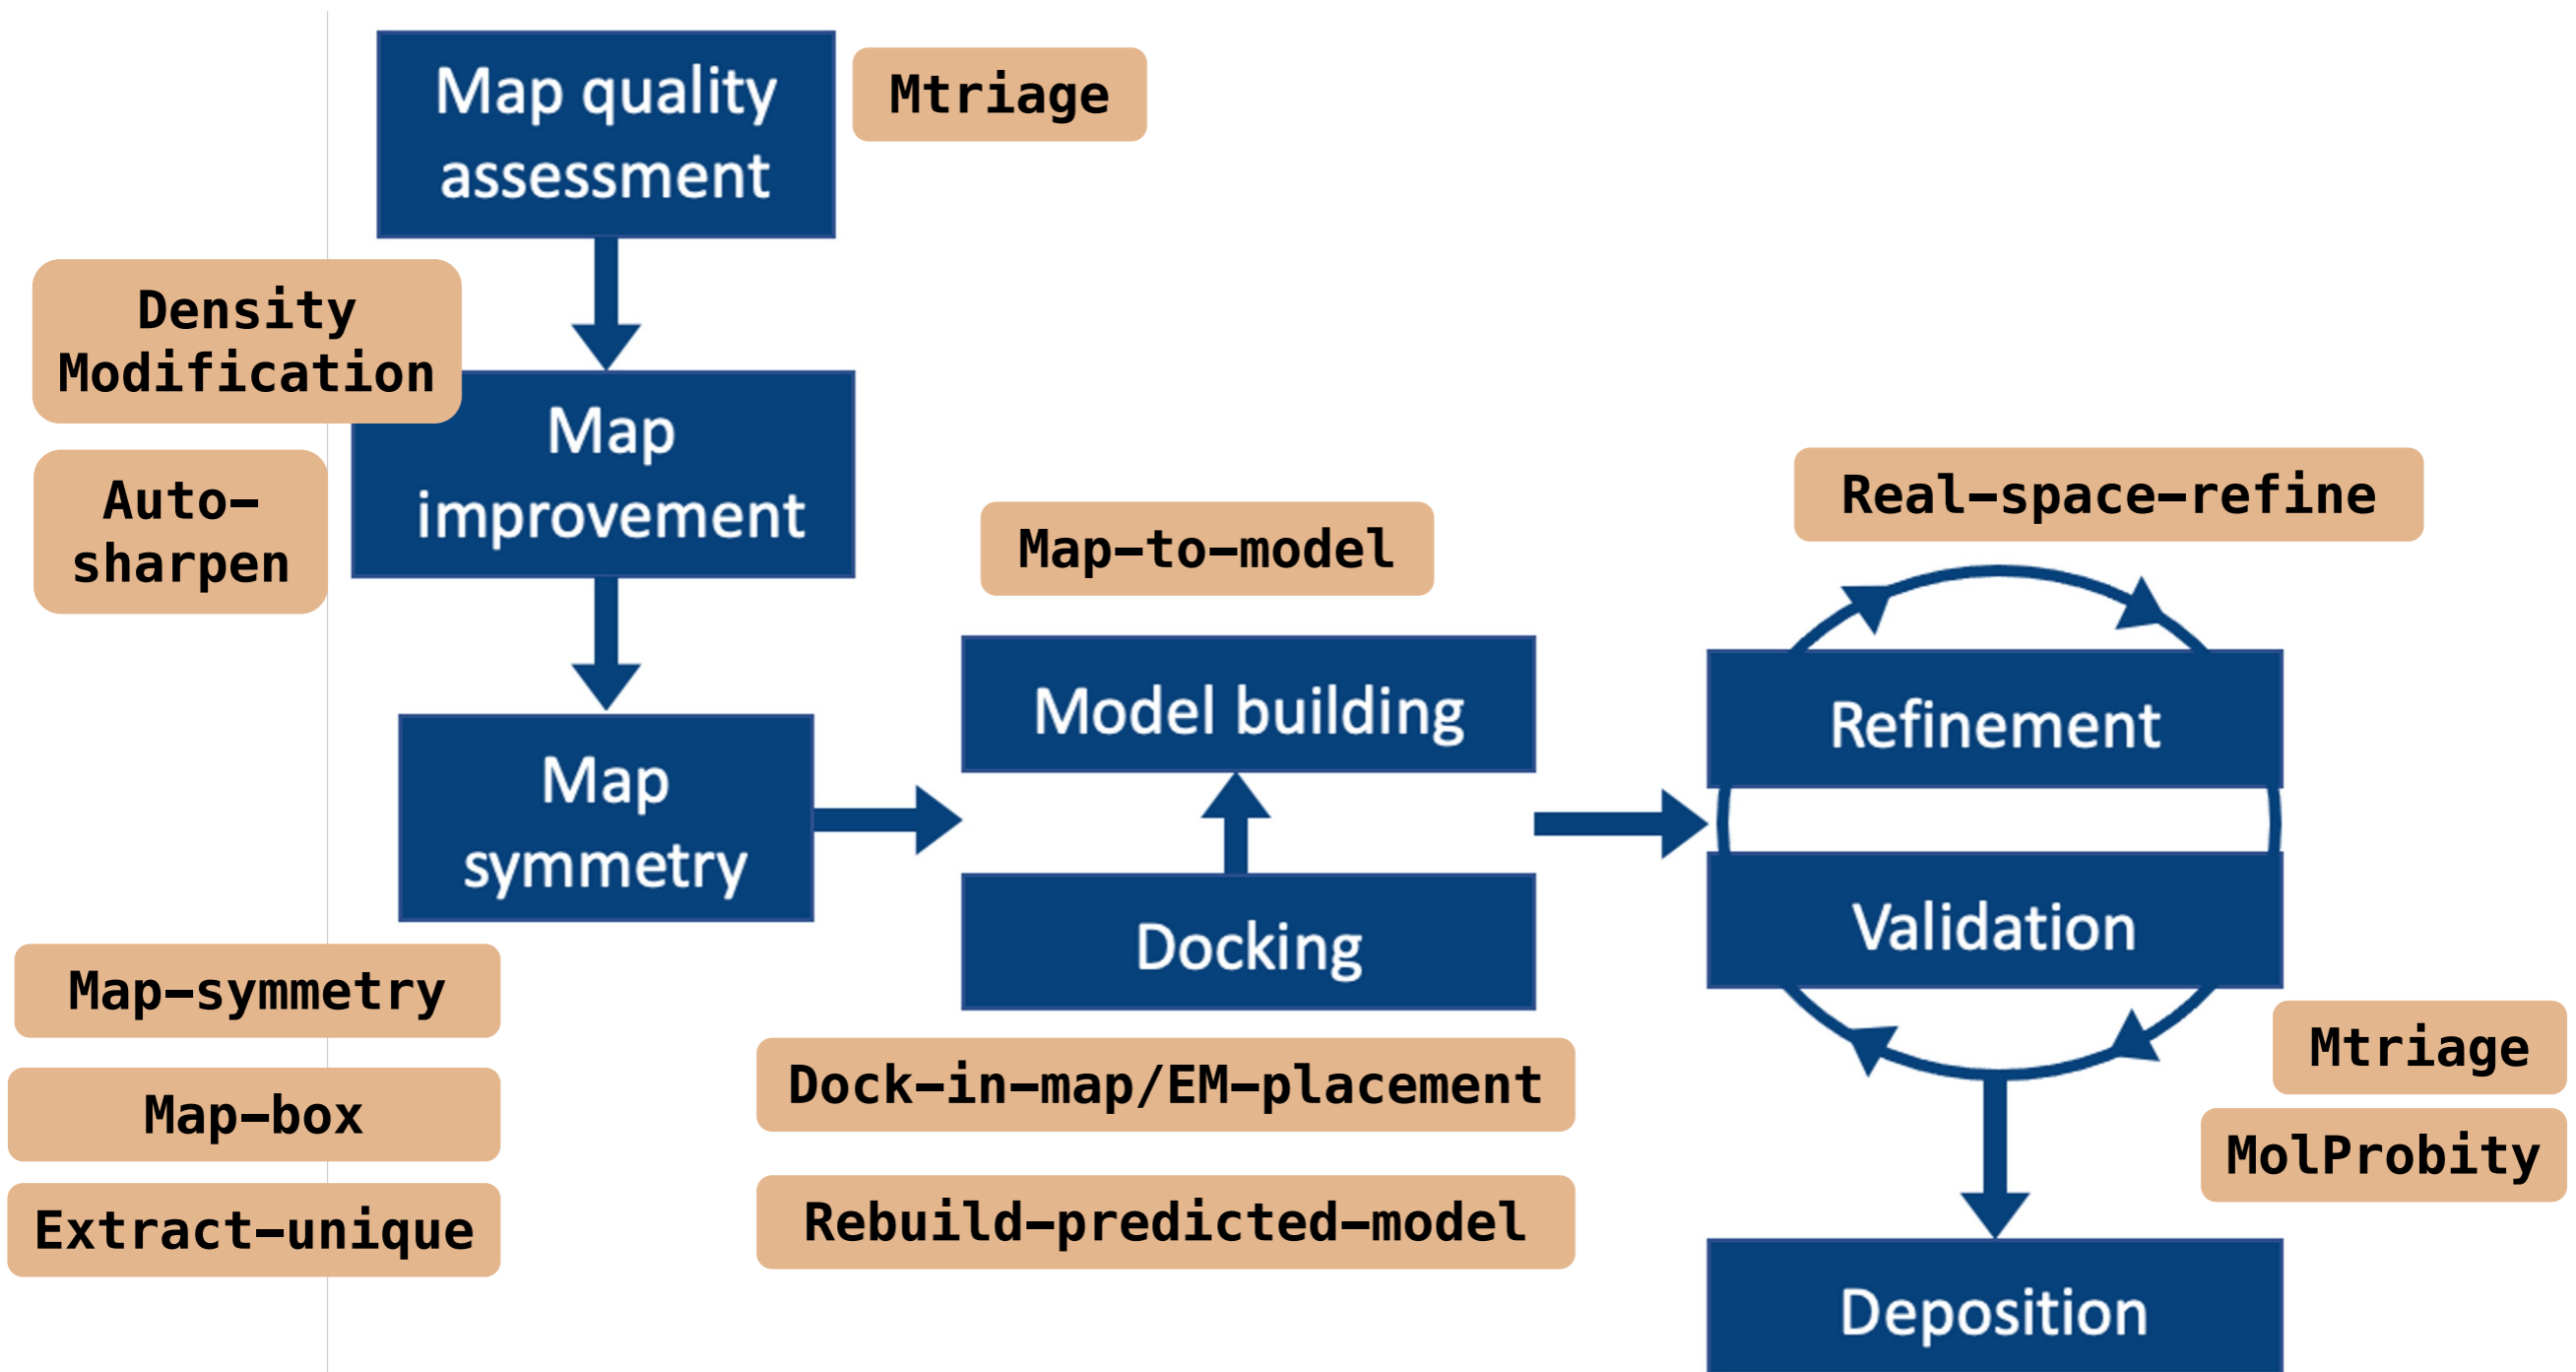 Map quality
assessment
Mtriage
Density
Modification
Map
improvement
Auto-
sharpen
Map
symmetry
Map-symmetry
Map-box
Extract-unique
Map-to-model
Model building
Docking
Dock-in-map/EM-placement
Rebuild-predicted-model
Real-space-refine
Refinement
Validation
Mtriage
MolProbity
Deposition